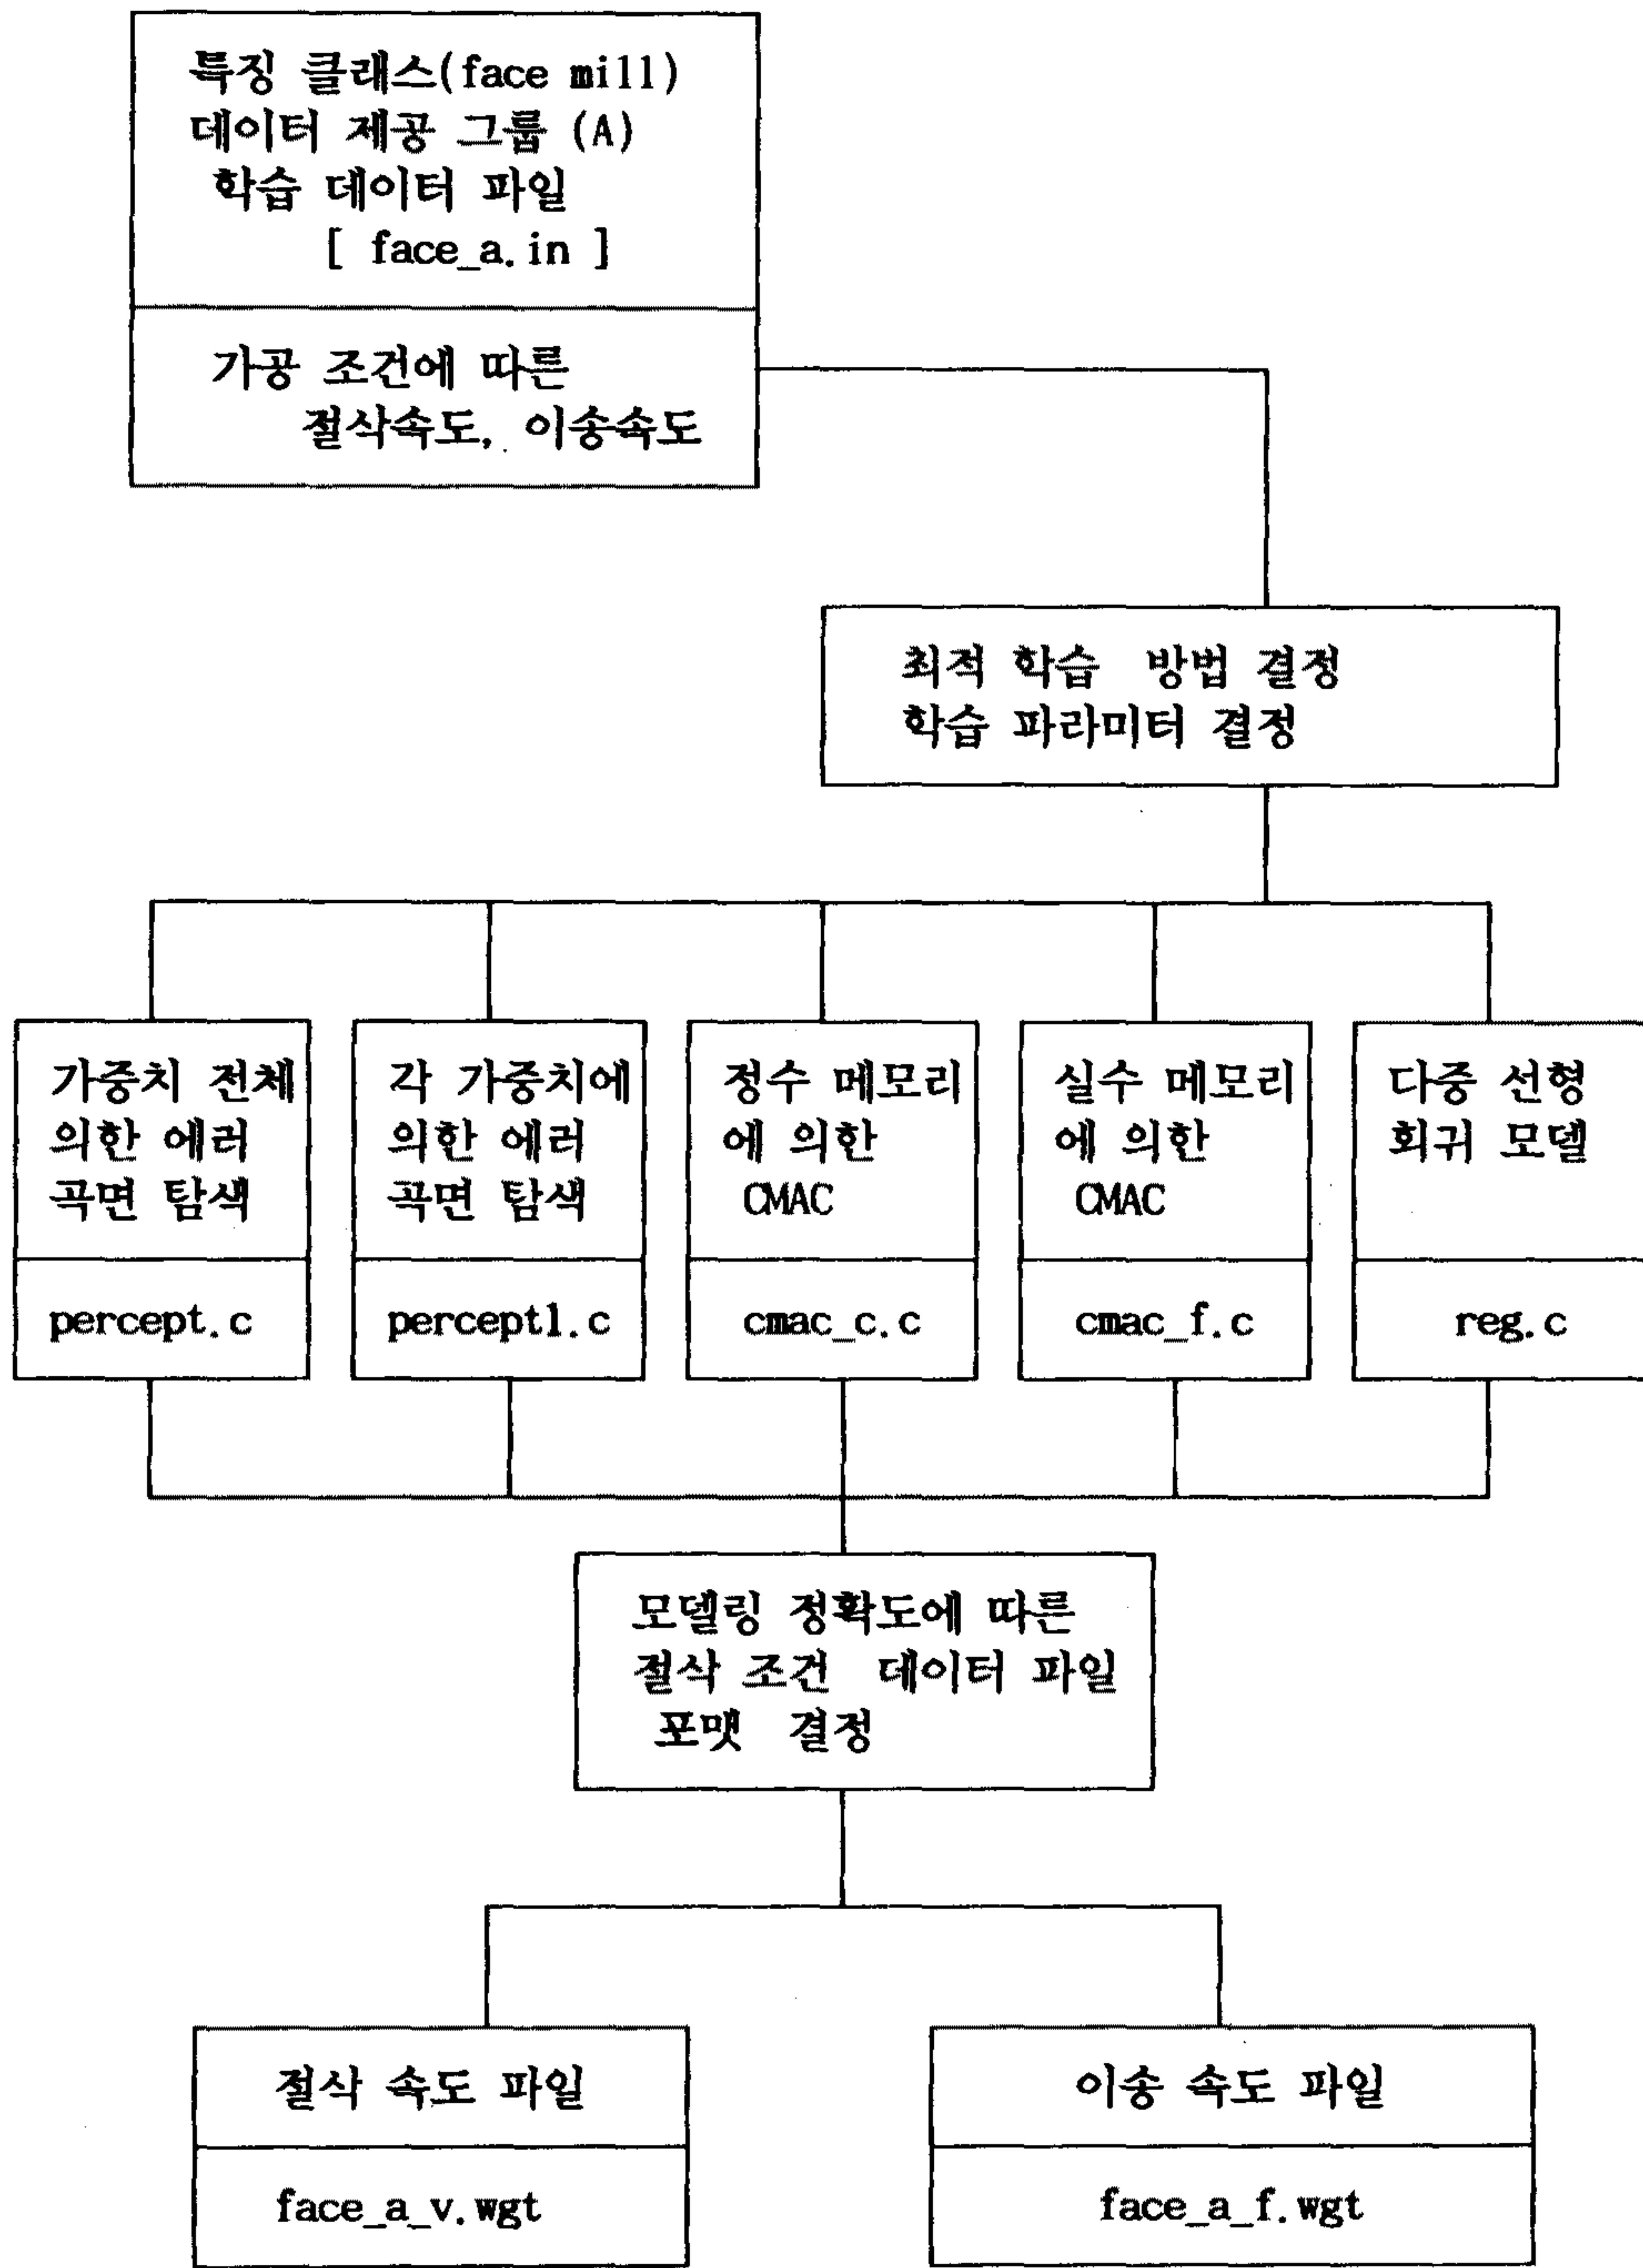 특징 클래스(face mill)
데이터 제공 그룹 (A)
학습 데이터 파일
[ face_a.in ]
가공 조건에 따른
절삭속도, 이송속도
최적 학습 방법 결정
학습 파라미터 결정
가중치 전체
의한 에러
곡면 탐색
percept.c
각 가중치에
의한 에러
곡면 탐색
percept1.c
정수 메모리
에 의한
CMAC
cmac_c.c
실수 메모리
에 의한
CMAC
cmac_f.c
다중 선형
회귀 모델
reg.c
모델링 정확도에 따른
절삭 조건 데이터 파일
포맷 결정
절삭 속도 파일
face_a_v.wgt
이송 속도 파일
face_a_f.wgt